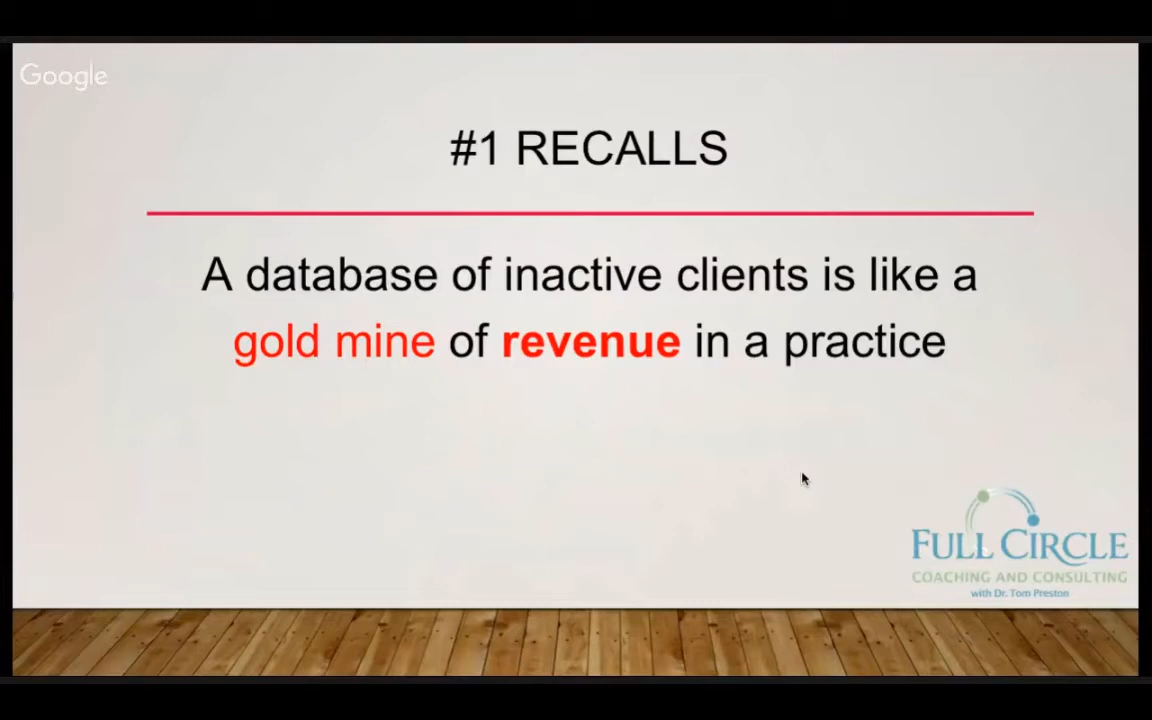 Google
#1 RECALLS
A database of inactive clients is like a
gold mine of revenue in a practice
FULL CIRCLE
COACHING AND CONSULTING
with Dr. Tom Preston